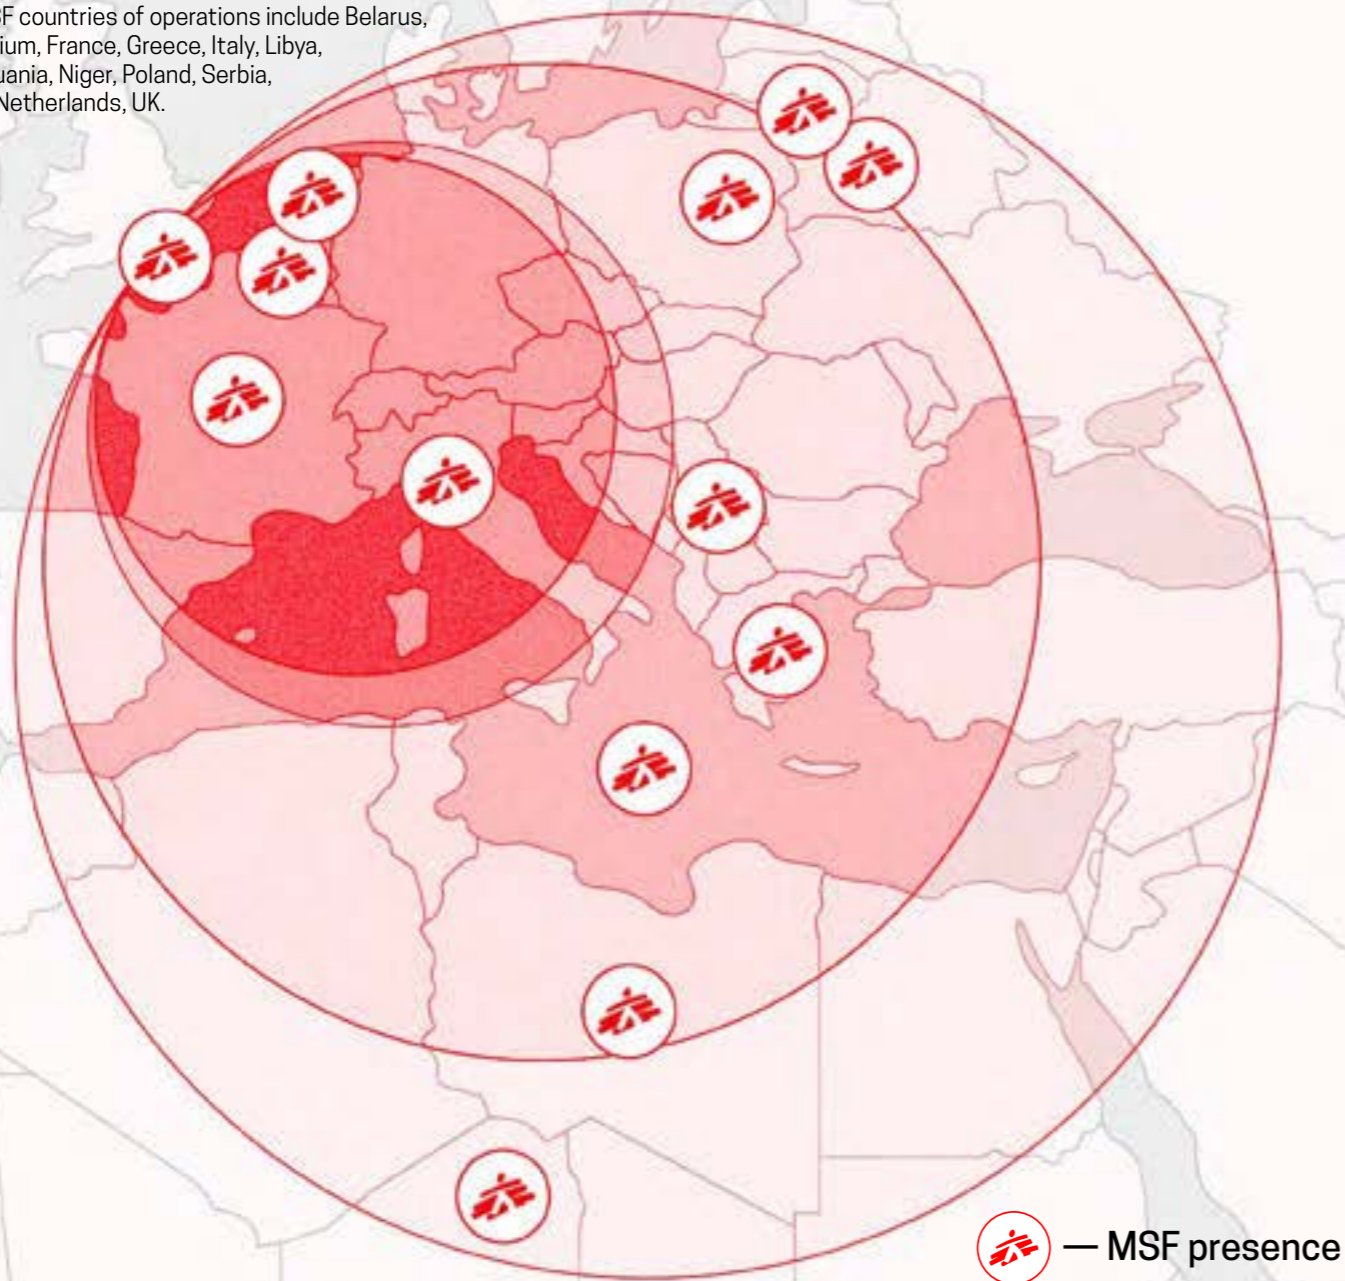 F countries of operations include Belarus,
ium, France, Greece, Italy, Libya,
uania, Niger, Poland, Serbia,
Netherlands, UK.
— MSF presence